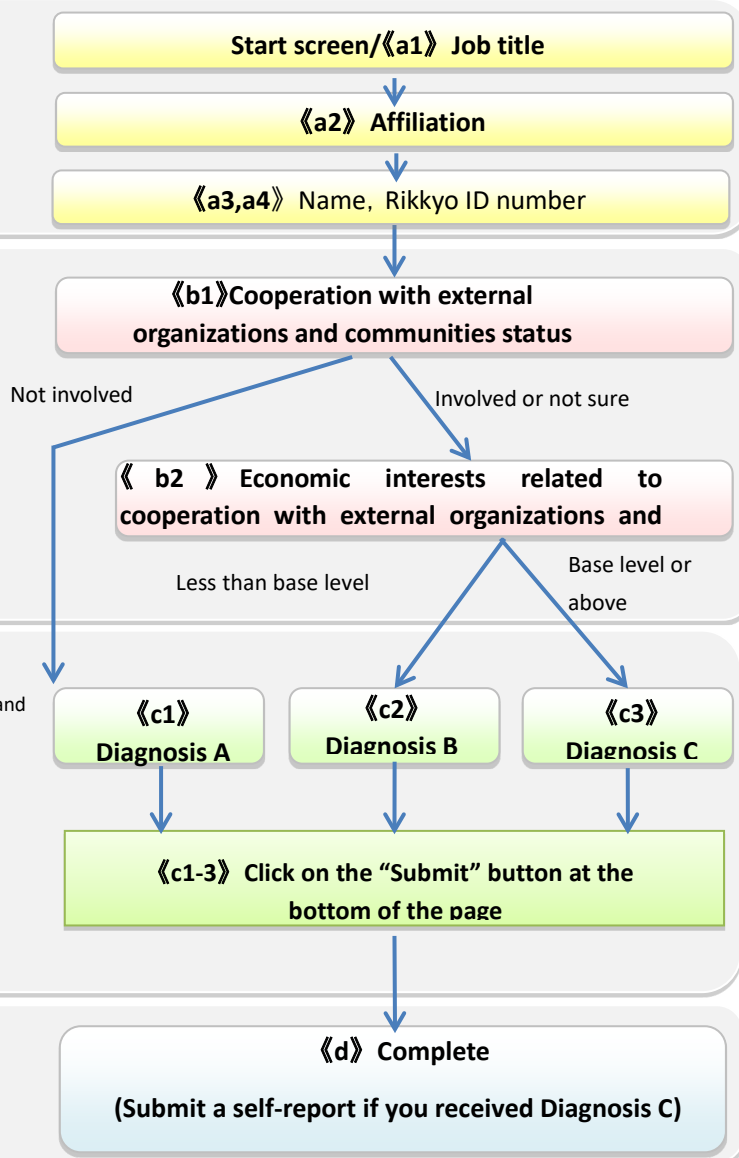 Start screen/《a1》 Job title
《a2》 Affiliation
《a3,a4》 Name, Rikkyo ID number
《b1》Cooperation with external
organizations and communities status
Not involved
Involved or not sure
《 b2 》 Economic interests related to
cooperation with external organizations and
Less than base level
Base level or
above
and
《c1》
Diagnosis A
《c2》
Diagnosis B
《c3》
Diagnosis C
《c1-3》 Click on the “Submit” button at the
bottom of the page
《d》 Complete
(Submit a self-report if you received Diagnosis C)